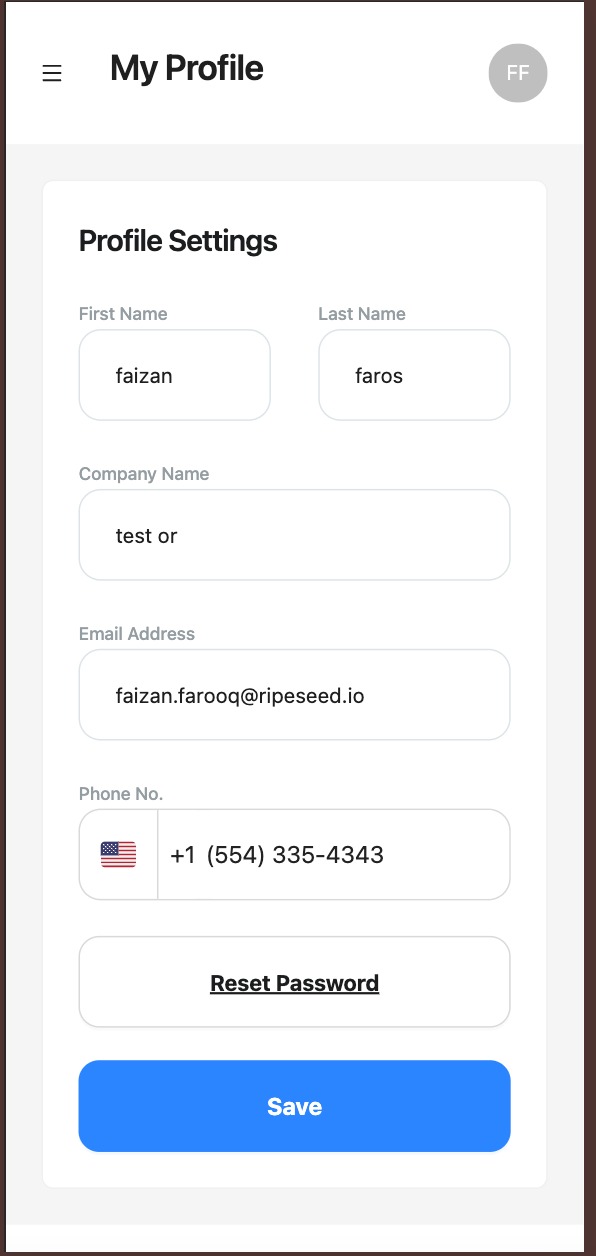 My Profile
FF
Profile Settings
First Name
Last Name
faizan
faros
Company Name
test or
Email Address
faizan.farooq@ripeseed.io
Phone No.
+1 (554) 335-4343
Reset Password
Save